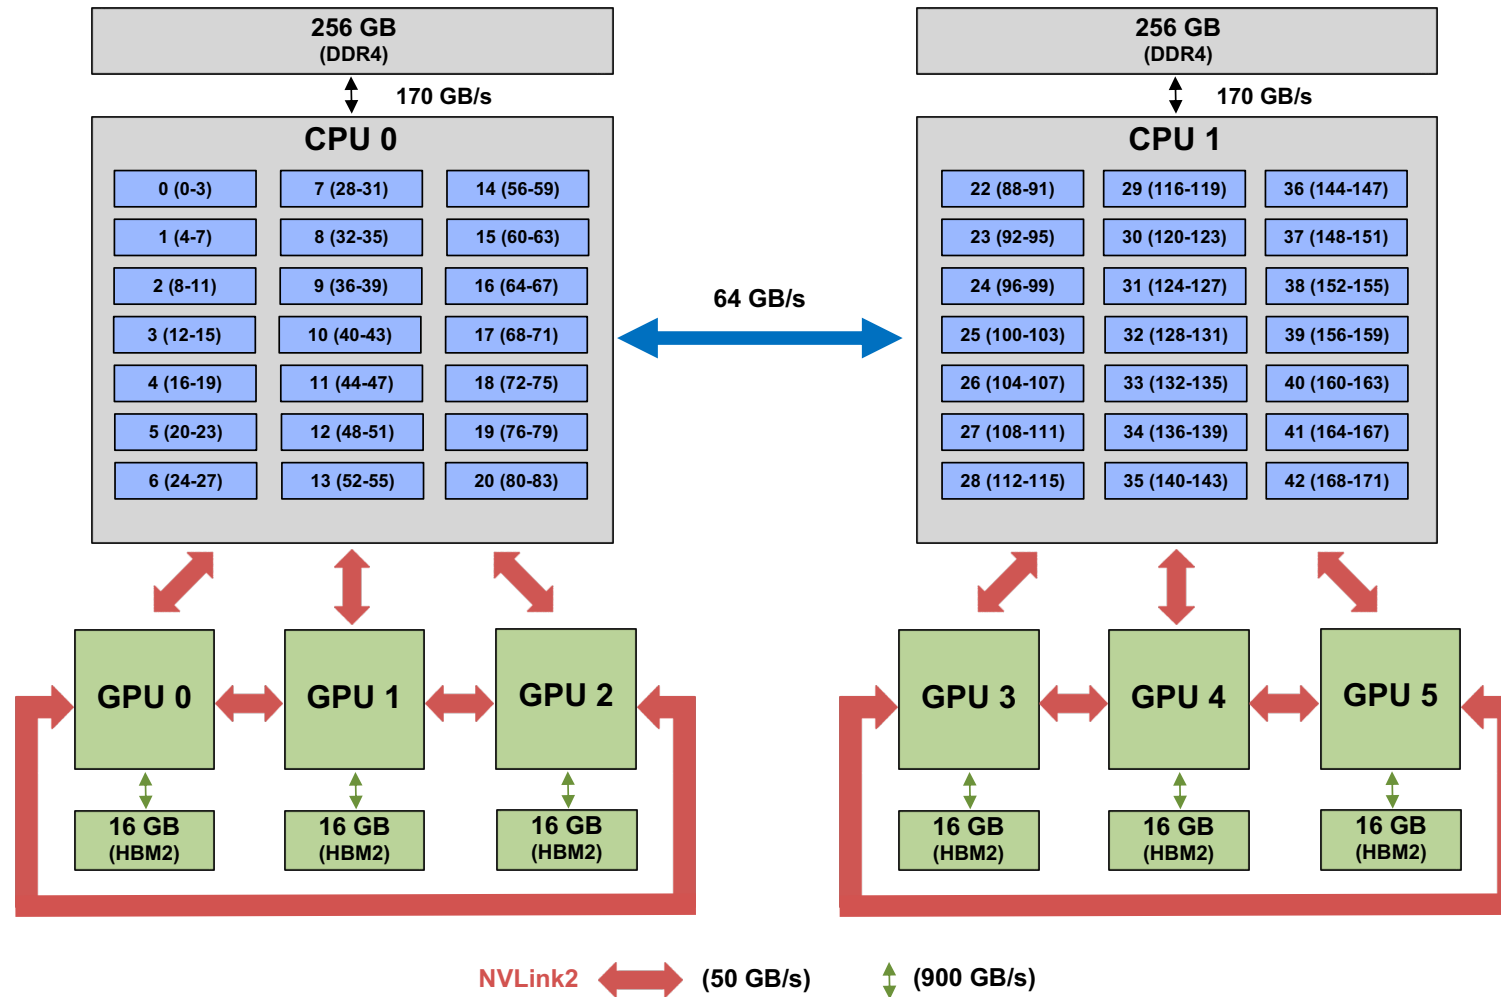 256 GB
(DDR4)
170 GB/s
CPU 0
0 (0-3)
7 (28-31)
14 (56-59)
1 (4-7)
8 (32-35)
15 (60-63)
2 (8-11)
9 (36-39)
16 (64-67)
3 (12-15)
10 (40-43)
17 (68-71)
4 (16-19)
11 (44-47)
18 (72-75)
5 (20-23)
12 (48-51)
19 (76-79)
6 (24-27)
13 (52-55)
20 (80-83)
64 GB/s
256 GB
(DDR4)
170 GB/s
CPU 1
22 (88-91)
29 (116-119)
36 (144-147)
23 (92-95)
30 (120-123)
37 (148-151)
24 (96-99)
31 (124-127)
38 (152-155)
25 (100-103)
32 (128-131)
39 (156-159)
26 (104-107)
33 (132-135)
40 (160-163)
27 (108-111)
34 (136-139)
41 (164-167)
28 (112-115)
35 (140-143)
42 (168-171)
GPU 0
GPU 1
GPU 2
16 GB
(HBM2)
16 GB
(HBM2)
16 GB
(HBM2)
GPU 3
GPU 4
GPU 5
16 GB
(HBM2)
16 GB
(HBM2)
16 GB
(HBM2)
NVLink2
(50 GB/s)
(900 GB/s)